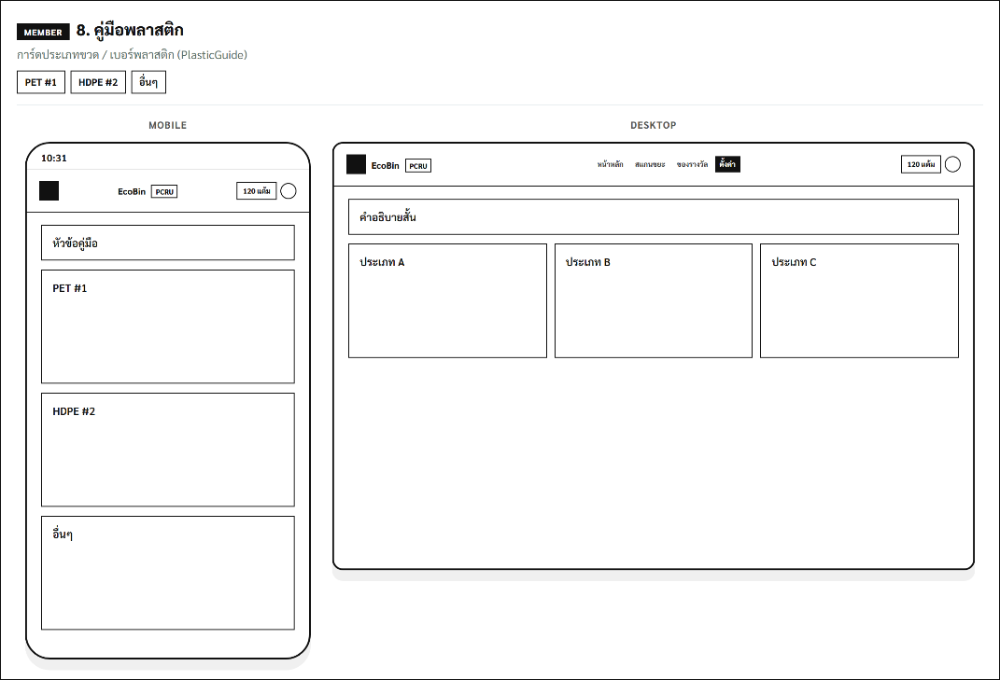 MEMBER 8. คู่มือพลาสติก
การ์ดประเภทขวด / เบอร์พลาสติก (PlasticGuide)
PET #1 HDPE #2 อื่นๆ
MOBILE
10:31
EcoBin PCRU 120 แต้ม
หัวข้อคู่มือ
PET #1
HDPE #2
อื่นๆ
DESKTOP
EcoBin PCRU หน้าหลัก สแกนขยะ ของรางวัล ตั้งค่า 120 แต้ม
คำอธิบายสั้น
ประเภท A ประเภท B ประเภท C